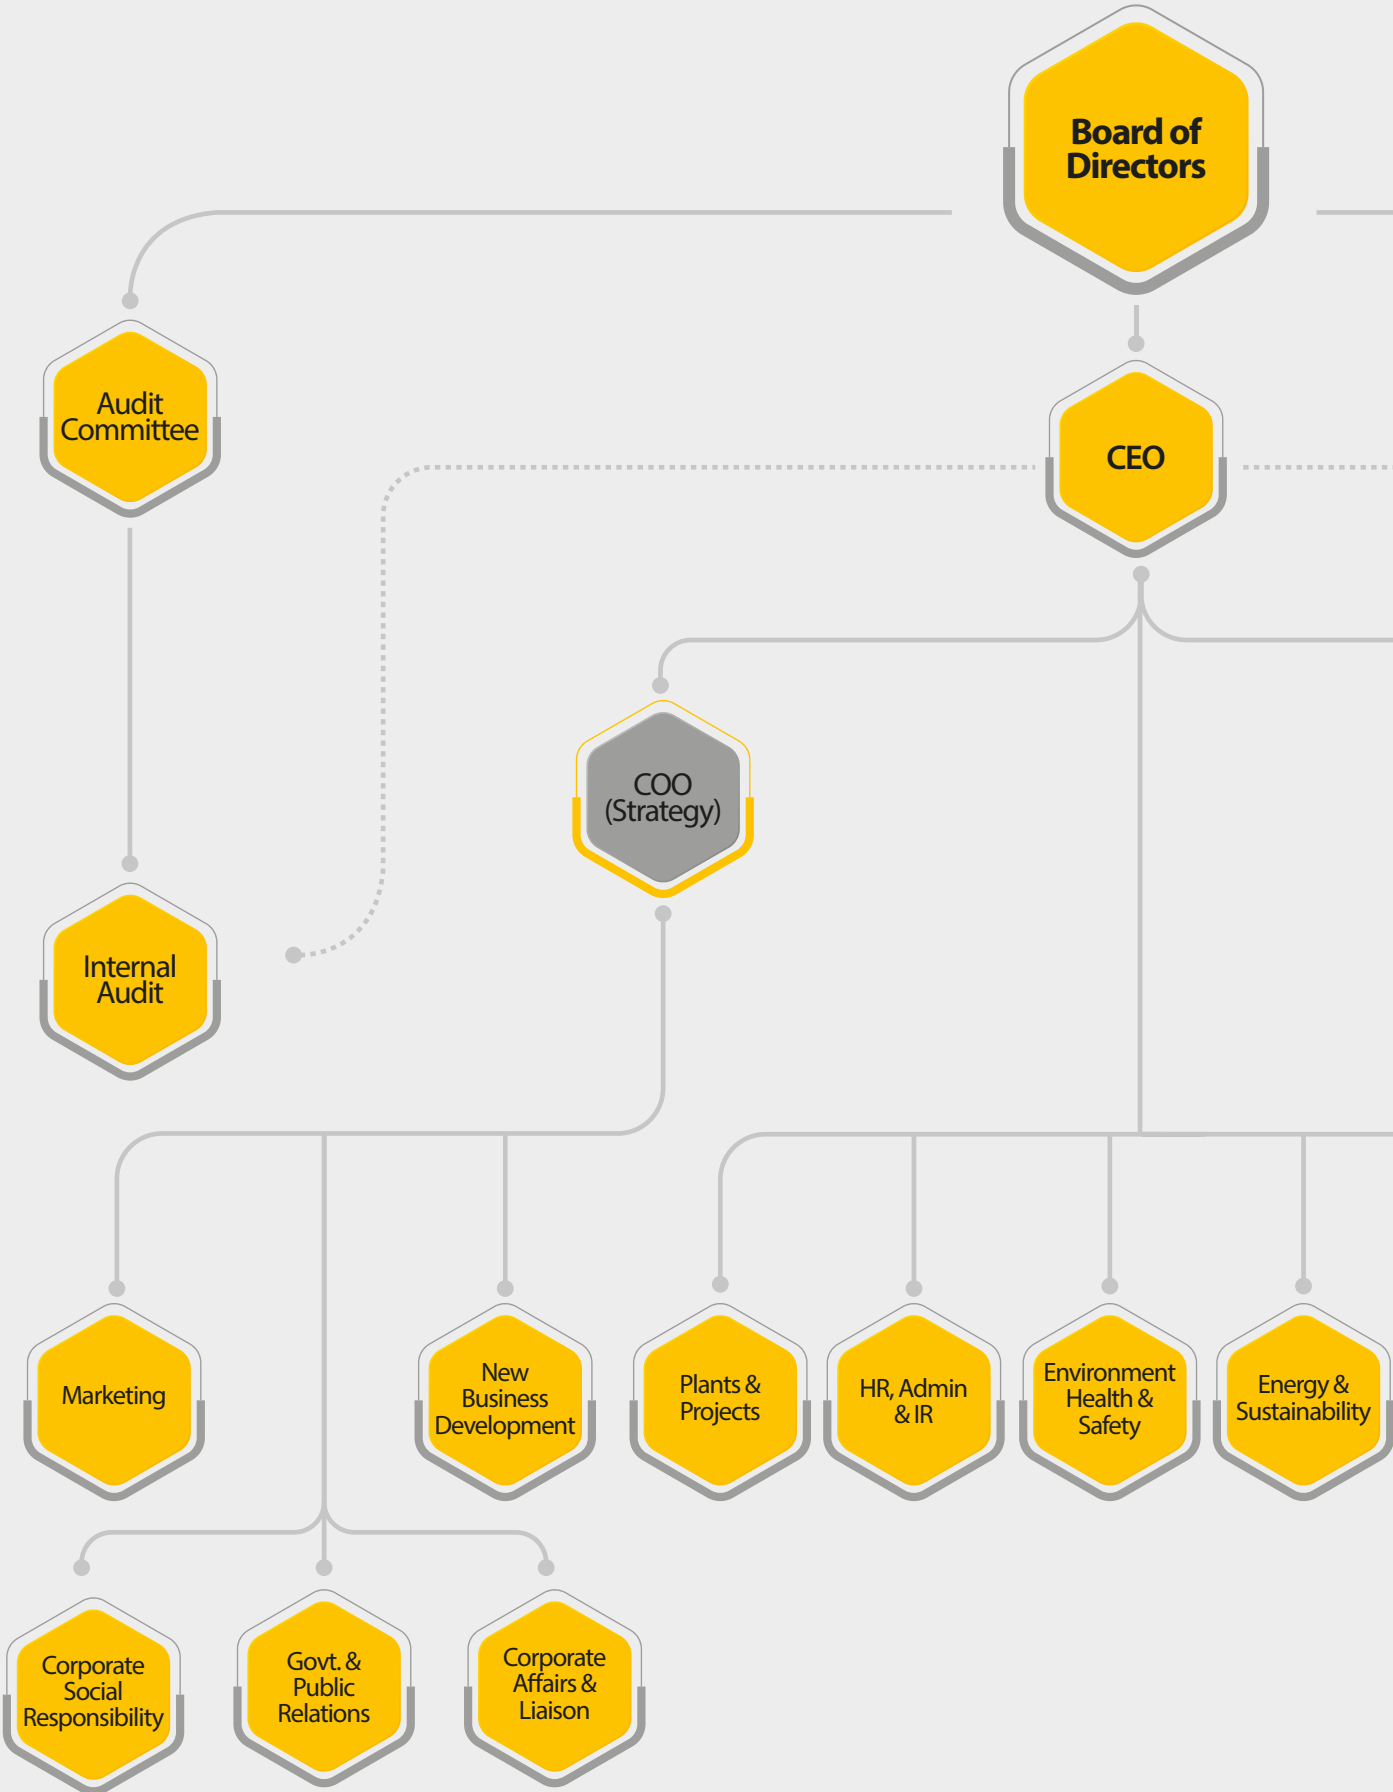 Board of
Directors
Audit
Committee
CEO
COO
(Strategy)
Internal
Audit
Marketing
New
Business
Development
Plants &
Projects
HR, Admin
& IR
Environment
Health &
Safety
Energy &
Sustainability
Corporate
Social
Responsibility
Govt. &
Public
Relations
Corporate
Affairs &
Liaison